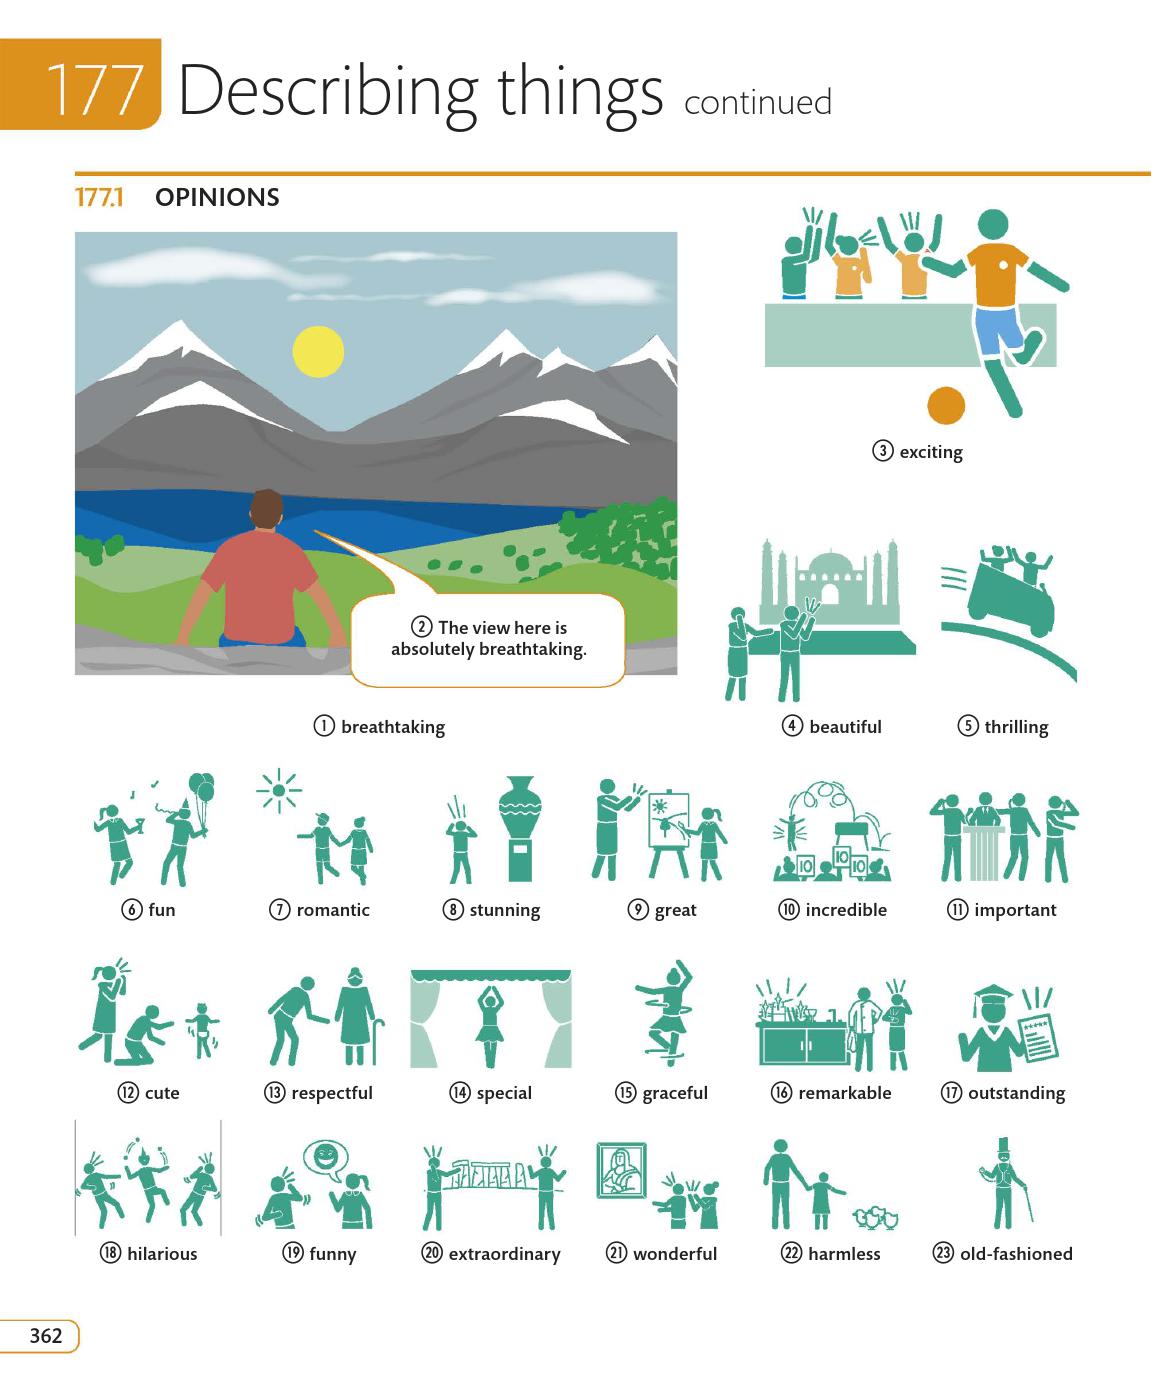 177 Describing things continued
177.1 OPINIONS
② The view here is
absolutely breathtaking.
① breathtaking
③ exciting
④ beautiful
⑤ thrilling
⑥ fun
⑦ romantic
⑧ stunning
⑨ great
10
10
10
⑩ incredible
⑪ important
⑫ cute
⑬ respectful
⑭ special
⑮ graceful
⑯ remarkable
⑰ outstanding
⑱ hilarious
⑲ funny
⑳ extraordinary
㉑ wonderful
㉒ harmless
㉓ old-fashioned
362